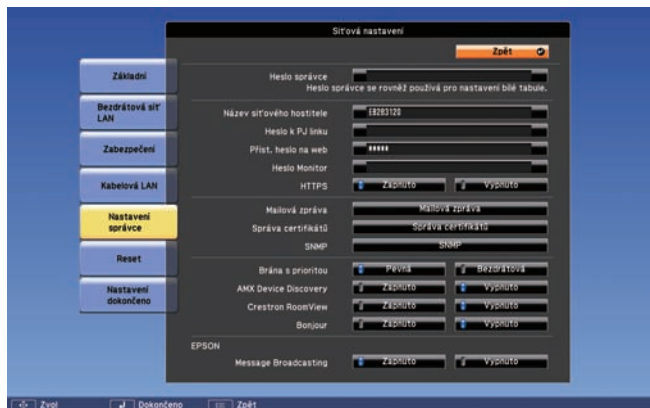 Síťová nastavení
Zpět
Základní
Bezdrátová síť
LAN
Zabezpečení
Kabelová LAN
Nastavení
správce
Reset
Nastavení
dokončeno
Heslo správce
Heslo správce se rovněž používá pro nastavení bílé tabule.
Název síťového hostitele EB2B3120
Heslo k PJ linku
Příst. heslo na web *****
Heslo Monitor
HTTPS Zapnuto Vypnuto
Mailová zpráva Mailová zpráva
Správa certifikátů Správa certifikátů
SNMP SNMP
Brána s prioritou Pevná Bezdrátová
AMX Device Discovery Zapnuto Vypnuto
Crestron RoomView Zapnuto Vypnuto
Bonjour Zapnuto Vypnuto
EPSON
Message Broadcasting Zapnuto Vypnuto
Zvol Dokončeno Zpět